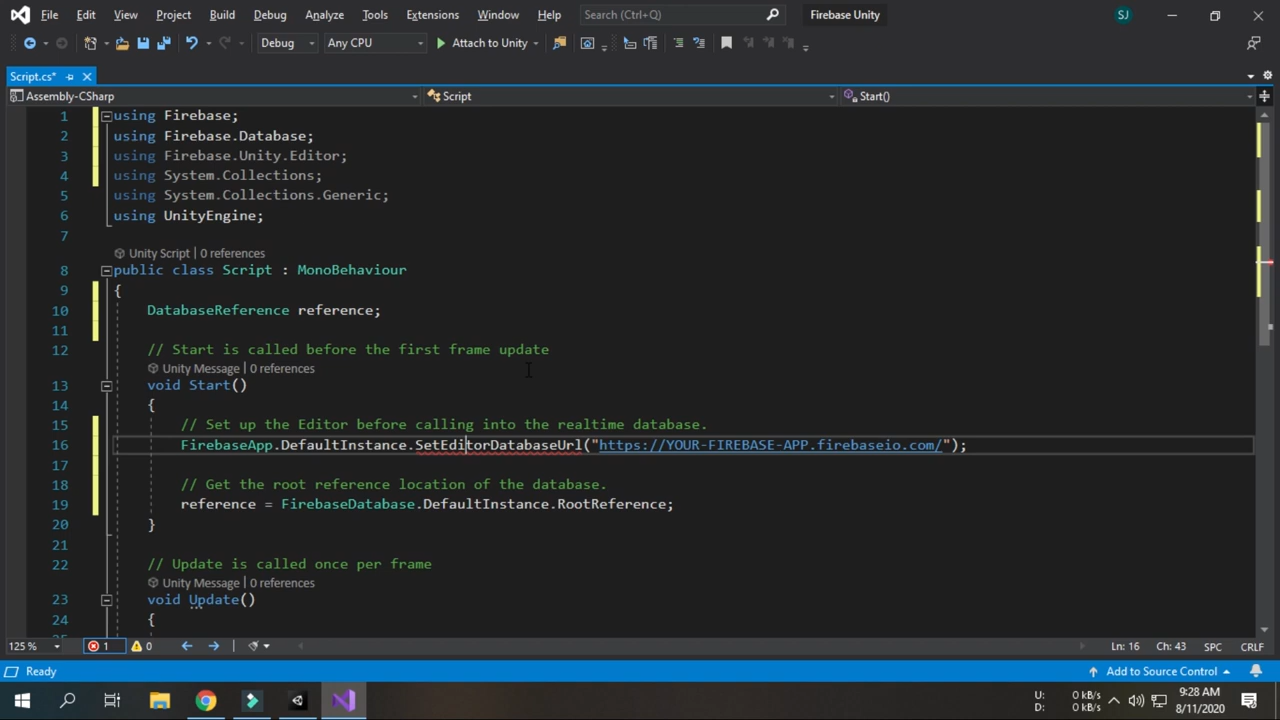 File Edit View Project Build Debug Analyze Tools Extensions Window Help Search (Ctrl+Q) Firebase Unity SJ
Debug Any CPU Attach to Unity
Script.cs*
Assembly-CSharp Script Start()
1 using Firebase;
2 using Firebase.Database;
3 using Firebase.Unity.Editor;
4 using System.Collections;
5 using System.Collections.Generic;
6 using UnityEngine;
7
Unity Script | 0 references
8 public class Script : MonoBehaviour
9 {
10 DatabaseReference reference;
11
12 // Start is called before the first frame update
Unity Message | 0 references
13 void Start()
14 {
15 // Set up the Editor before calling into the realtime database.
16 FirebaseApp.DefaultInstance.SetEditorDatabaseUrl("https://YOUR-FIREBASE-APP.firebaseio.com/");
17
18 // Get the root reference location of the database.
19 reference = FirebaseDatabase.DefaultInstance.RootReference;
20 }
21
22 // Update is called once per frame
Unity Message | 0 references
23 void Update()
24 {
125 % 1 0 Ln: 16 Ch: 43 SPC CRLF
Ready Add to Source Control
U: 0 kB/s 9:28 AM
D: 0 kB/s 8/11/2020